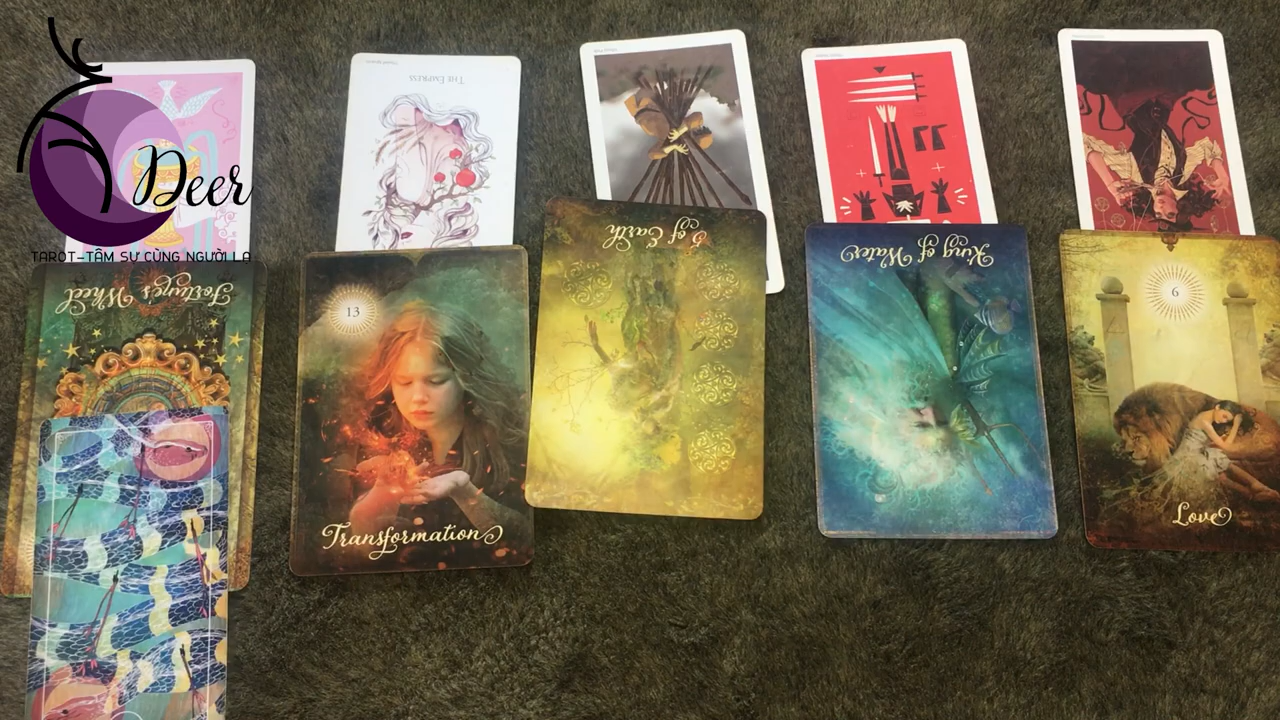 Deer
TAROT-TÂM SỰ CÙNG NGƯỜI LẠ
THE EMPRESS
Fortune's Wheel
13
Transformation
of Earth
King of Water
6
Love